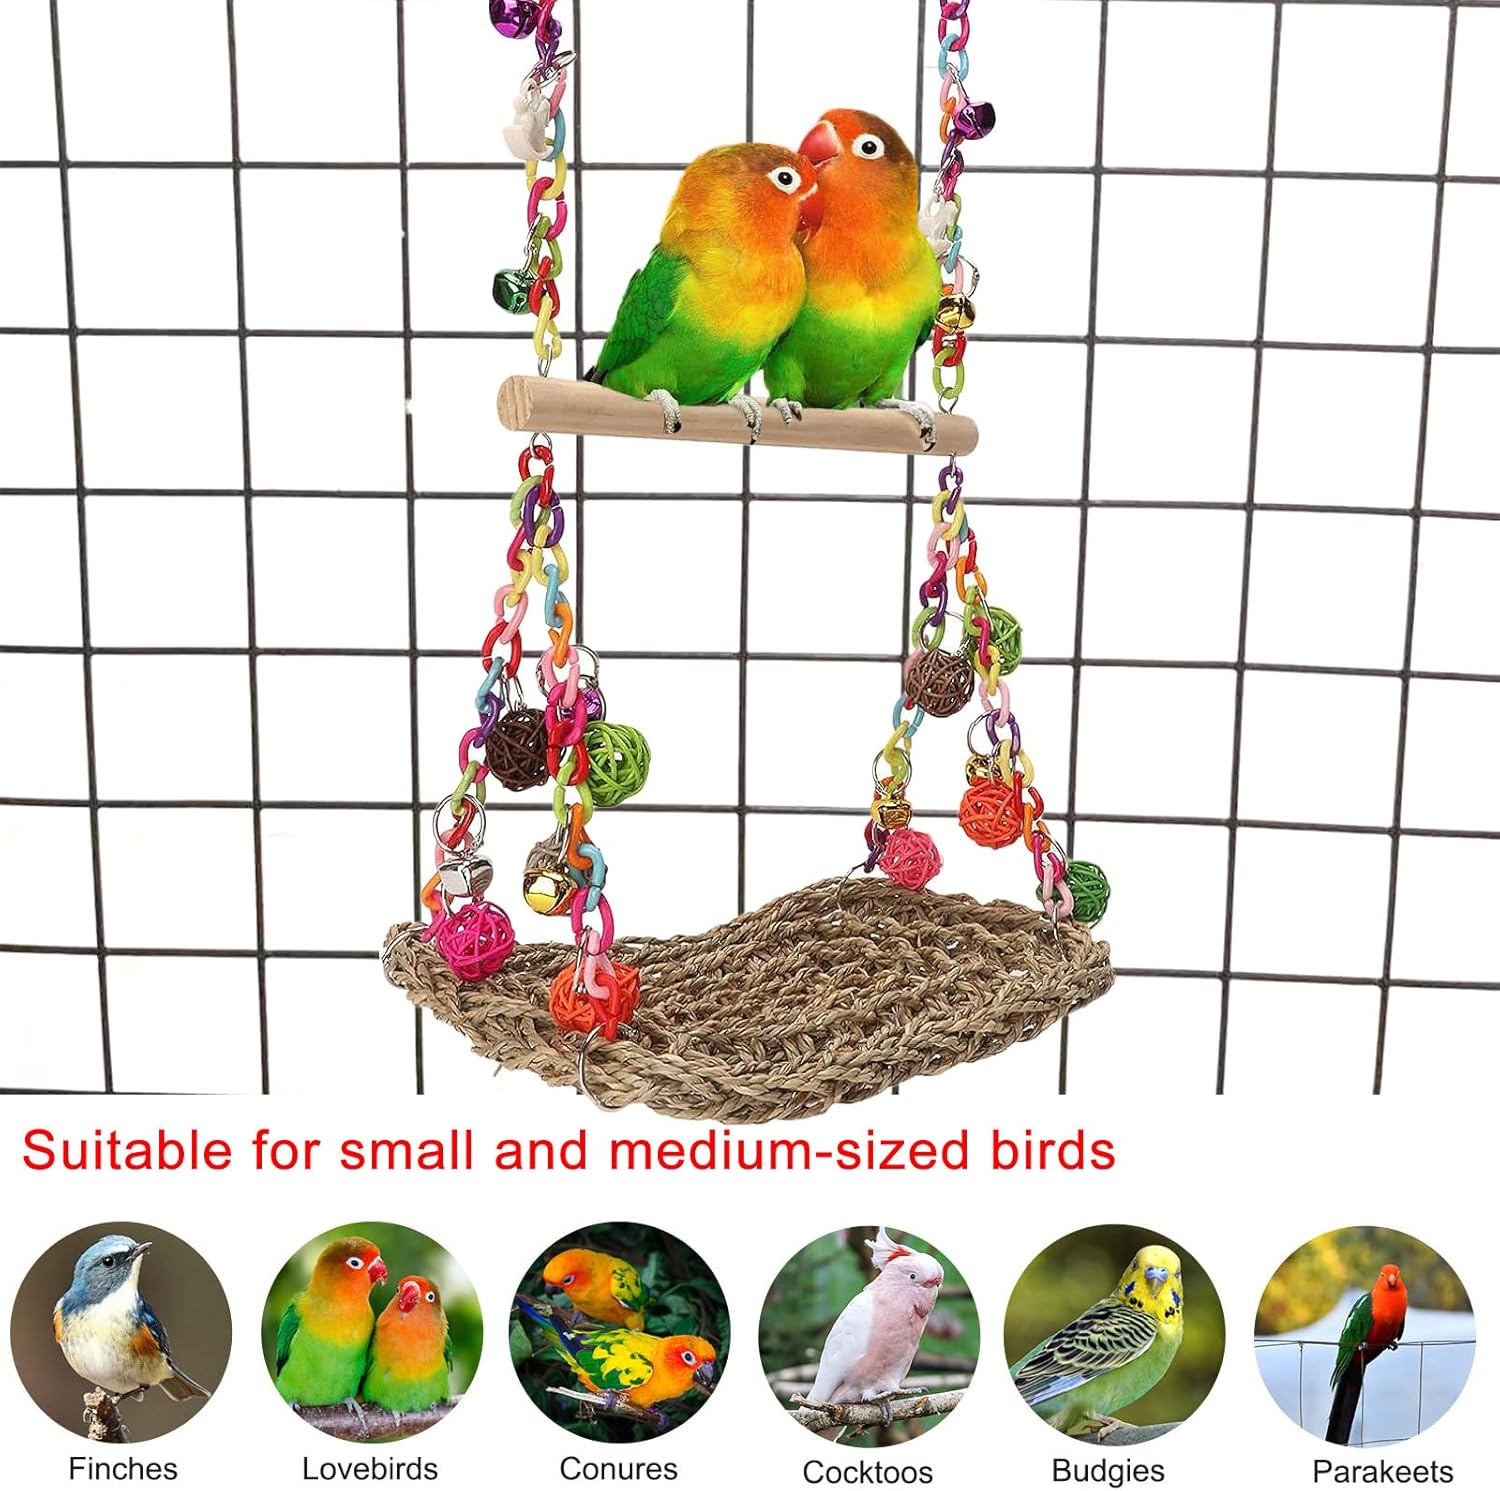 Suitable for small and medium-sized birds
Finches
Lovebirds
Conures
Cocktoos
Budgies
Parakeets